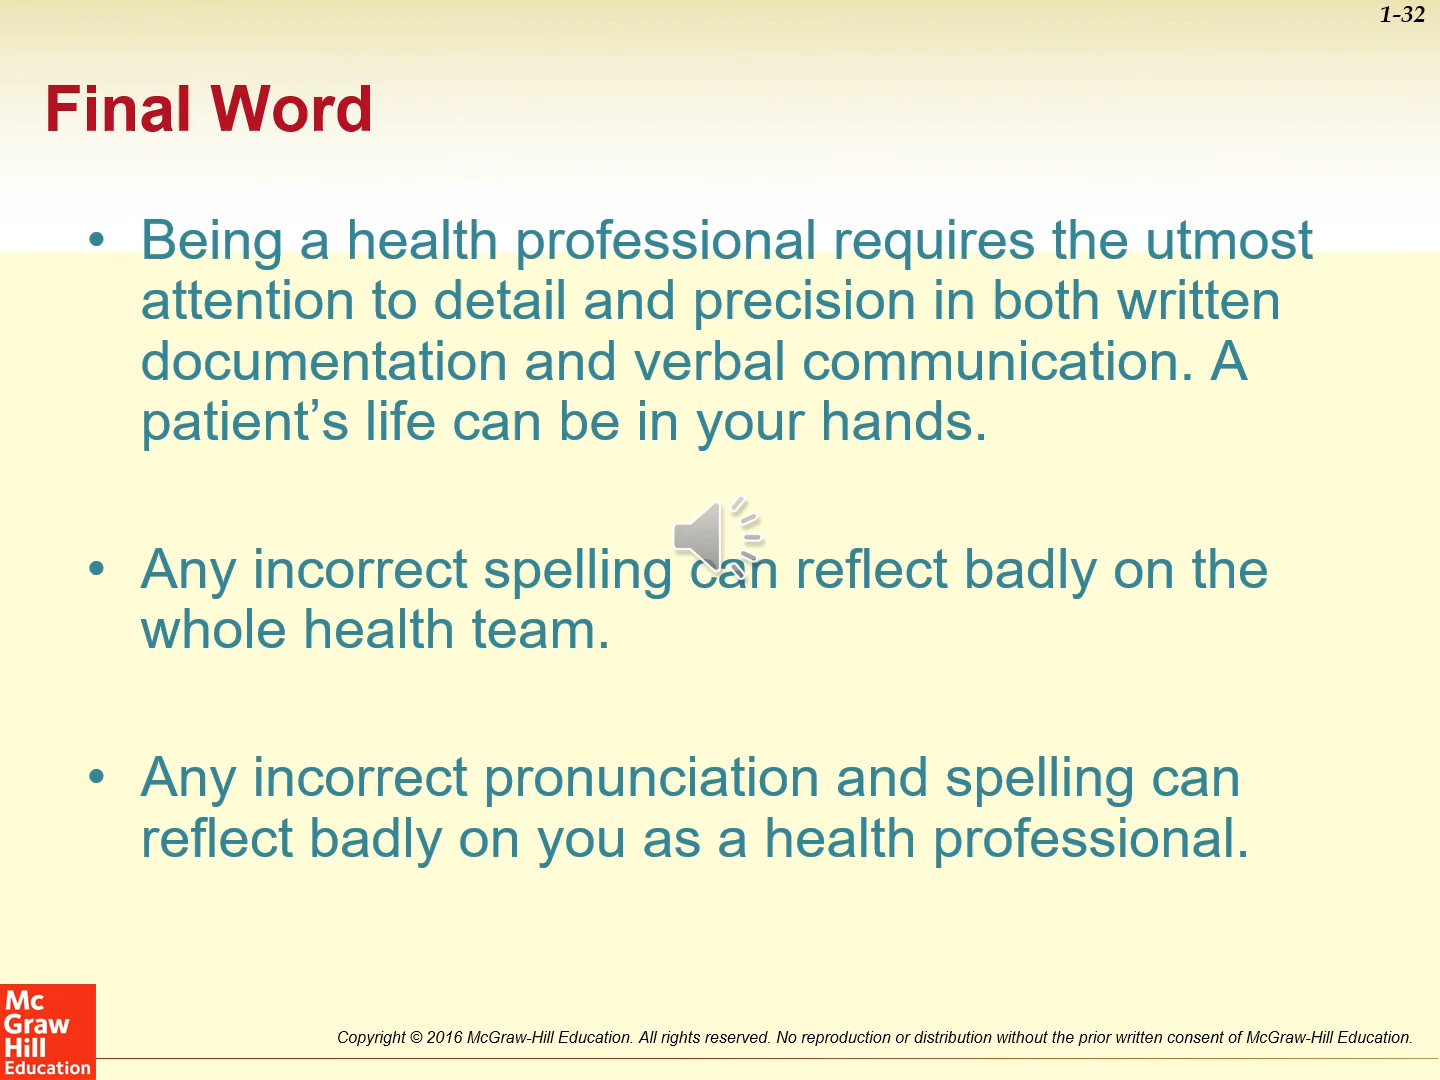 1-32
Final Word
• Being a health professional requires the utmost
attention to detail and precision in both written
documentation and verbal communication. A
patient’s life can be in your hands.
• Any incorrect spelling can reflect badly on the
whole health team.
• Any incorrect pronunciation and spelling can
reflect badly on you as a health professional.
Mc
Graw
Hill
Education
Copyright © 2016 McGraw-Hill Education. All rights reserved. No reproduction or distribution without the prior written consent of McGraw-Hill Education.